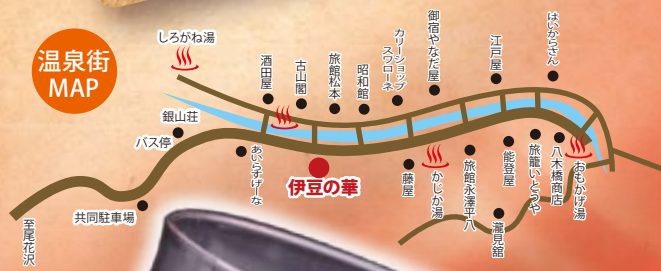 温泉街
MAP
しろがね湯
酒田屋
古山閣
旅館松本
昭和館
カリーショップ
スワローネ
御宿やなだ屋
江戸屋
はいからさん
銀山荘
バス停
あいらすげーな
伊豆の華
藤屋
かじか湯
旅館永澤平八
能登屋
旅籠いとうや
八木橋商店
おもかげ湯
瀧見舘
共同駐車場
至尾花沢